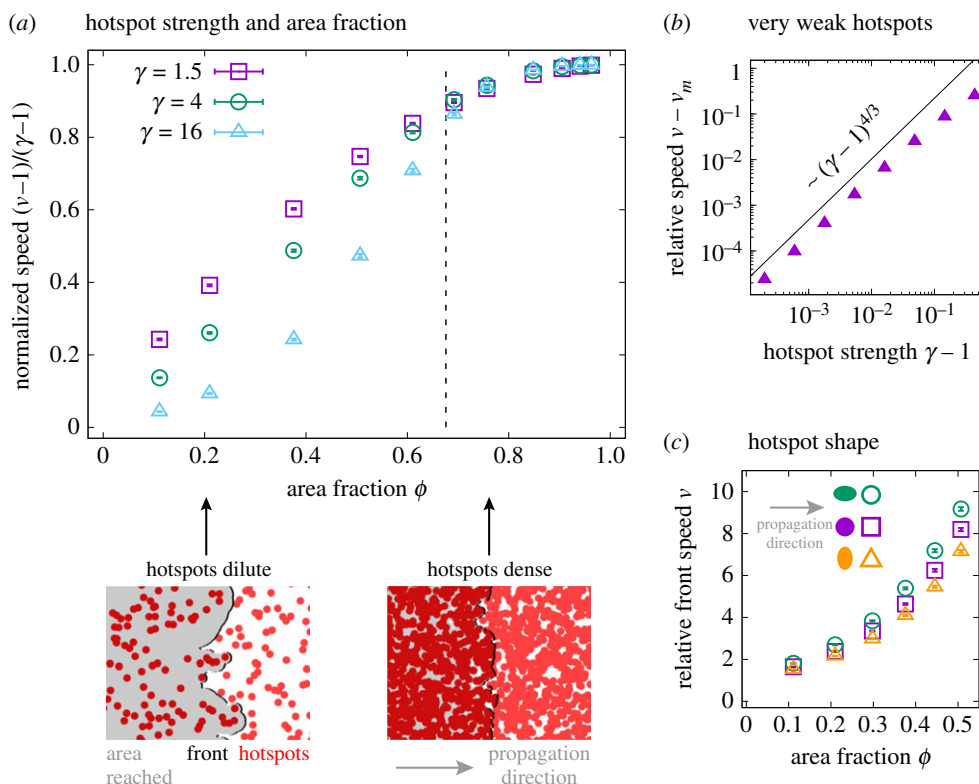 (a) hotspot strength and area fraction
normalized speed (v–1)/(γ–1)
1.0
0.8
0.6
0.4
0.2
0
γ = 1.5
γ = 4
γ = 16
0 0.2 0.4 0.6 0.8 1.0
area fraction ϕ
hotspots dilute
hotspots dense
area reached
front
hotspots
propagation direction
(b) very weak hotspots
relative speed v – vₘ
1
10⁻¹
10⁻²
10⁻³
10⁻⁴
~ (γ – 1)⁴ᐟ³
10⁻³ 10⁻² 10⁻¹ 1
hotspot strength γ – 1
(c) hotspot shape
relative front speed v
10
8
6
4
2
0
propagation
direction
0 0.1 0.2 0.3 0.4 0.5
area fraction ϕ